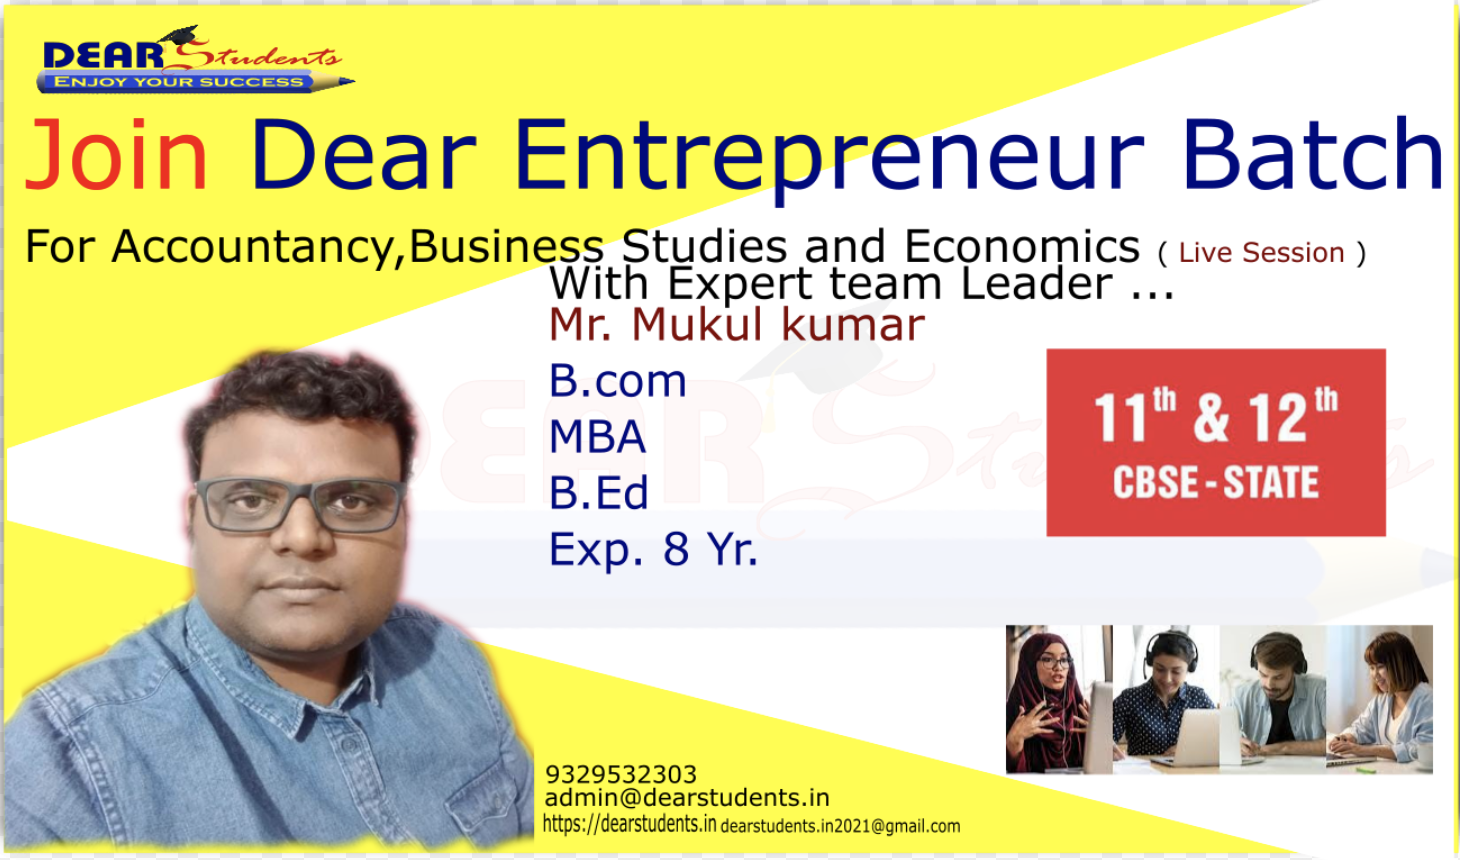 DEAR Students
ENJOY YOUR SUCCESS
Join Dear Entrepreneur Batch
For Accountancy,Business Studies and Economics ( Live Session )
With Expert team Leader ...
Mr. Mukul kumar
B.com
MBA
B.Ed
Exp. 8 Yr.
11th & 12th
CBSE - STATE
DEAR Students
9329532303
admin@dearstudents.in
https://dearstudents.in dearstudents.in2021@gmail.com